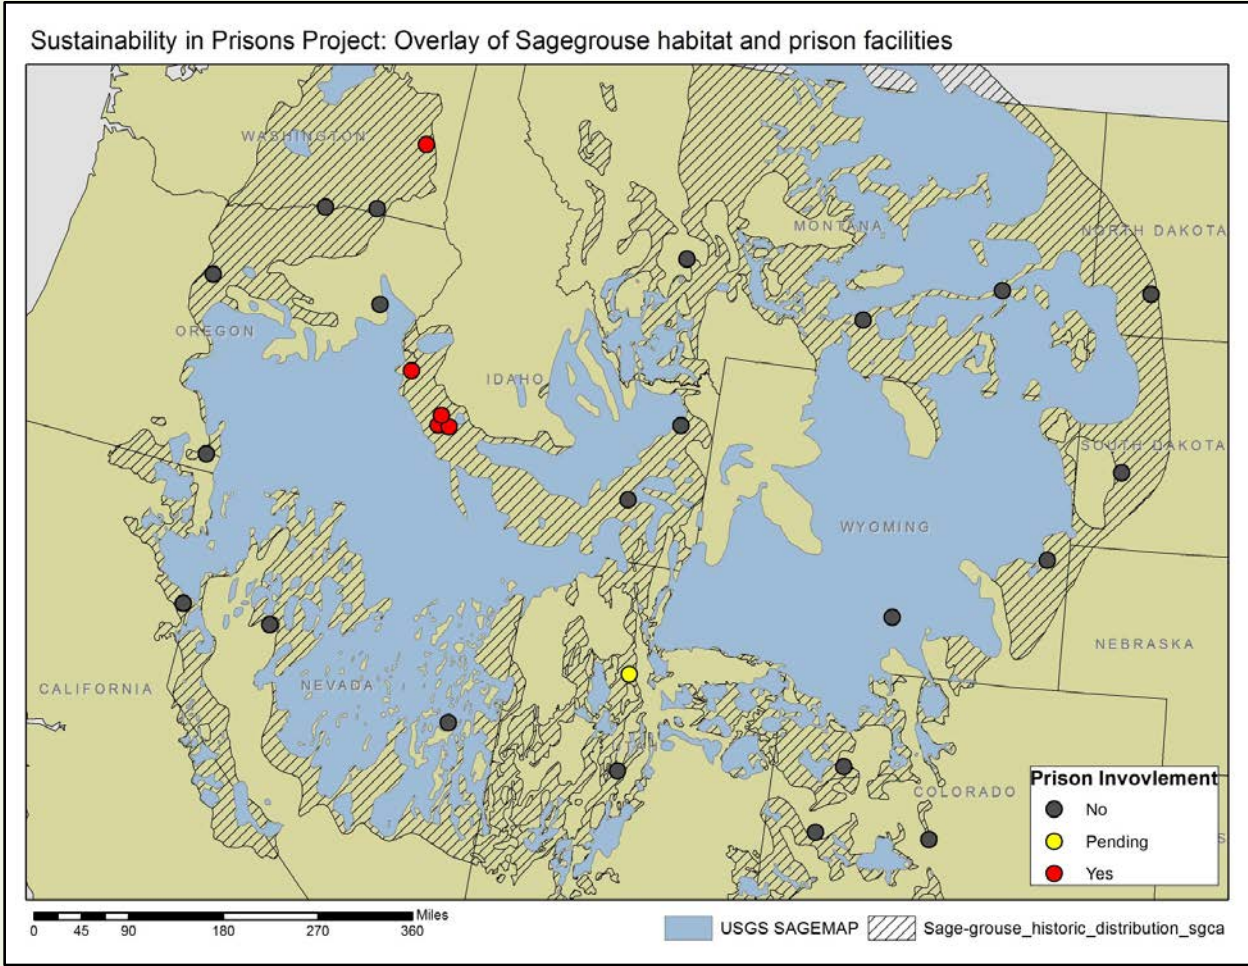 Sustainability in Prisons Project: Overlay of Sagegrouse habitat and prison facilities
WASHINGTON
MONTANA
NORTH DAKOTA
OREGON
IDAHO
SOUTH DAKOTA
WYOMING
NEBRASKA
CALIFORNIA
NEVADA
UTAH
COLORADO
Prison Invovlement
No
Pending
Yes
S
Miles
0 45 90 180 270 360
USGS SAGEMAP
Sage-grouse_historic_distribution_sgca